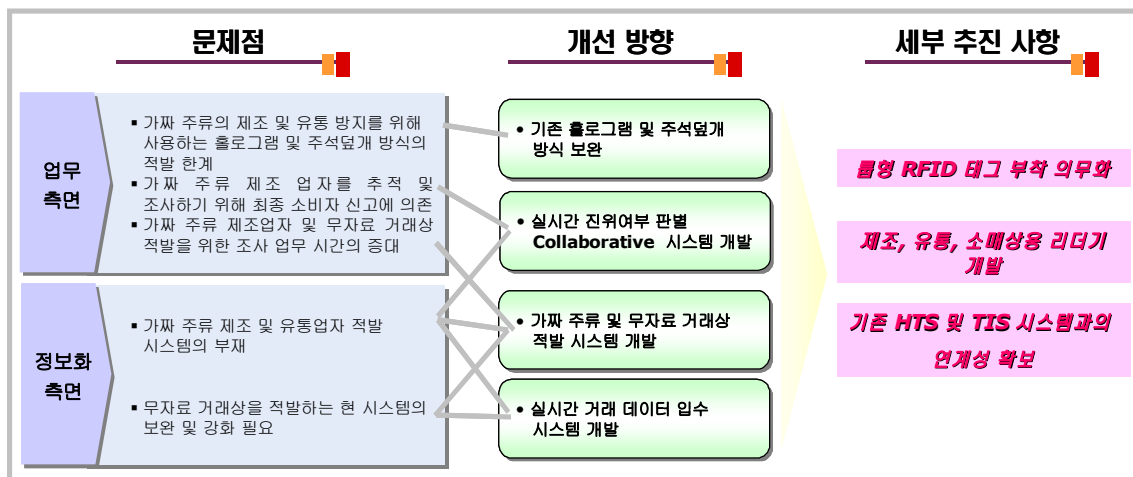 문제점
개선 방향
세부 추진 사항
업무
측면
▪ 가짜 주류의 제조 및 유통 방지를 위해
사용하는 홀로그램 및 주석덮개 방식의
적발 한계
▪ 가짜 주류 제조 업자를 추적 및
조사하기 위해 최종 소비자 신고에 의존
▪ 가짜 주류 제조업자 및 무자료 거래상
적발을 위한 조사 업무 시간의 증대
정보화
측면
▪ 가짜 주류 제조 및 유통업자 적발
시스템의 부재
▪ 무자료 거래상을 적발하는 현 시스템의
보완 및 강화 필요
• 기존 홀로그램 및 주석덮개
방식 보완
• 실시간 진위여부 판별
Collaborative 시스템 개발
• 가짜 주류 및 무자료 거래상
적발 시스템 개발
• 실시간 거래 데이터 입수
시스템 개발
롤형 RFID 태그 부착 의무화
제조, 유통, 소매상용 리더기
개발
기존 HTS 및 TIS 시스템과의
연계성 확보